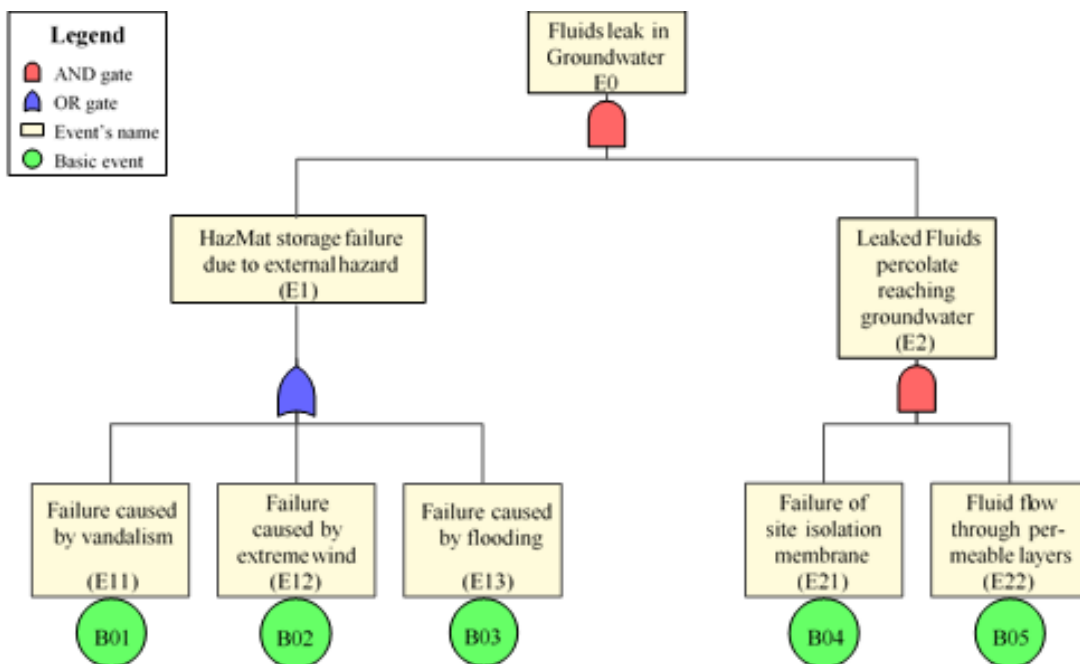 Legend
AND gate
OR gate
Event's name
Basic event
Fluids leak in
Groundwater
E0
HazMat storage failure
due to external hazard
(E1)
Leaked Fluids
percolate
reaching
groundwater
(E2)
Failure caused
by vandalism
(E11)
Failure
caused by
extreme wind
(E12)
Failure caused
by flooding
(E13)
Failure of
site isolation
membrane
(E21)
Fluid flow
through per-
meable layers
(E22)
B01
B02
B03
B04
B05